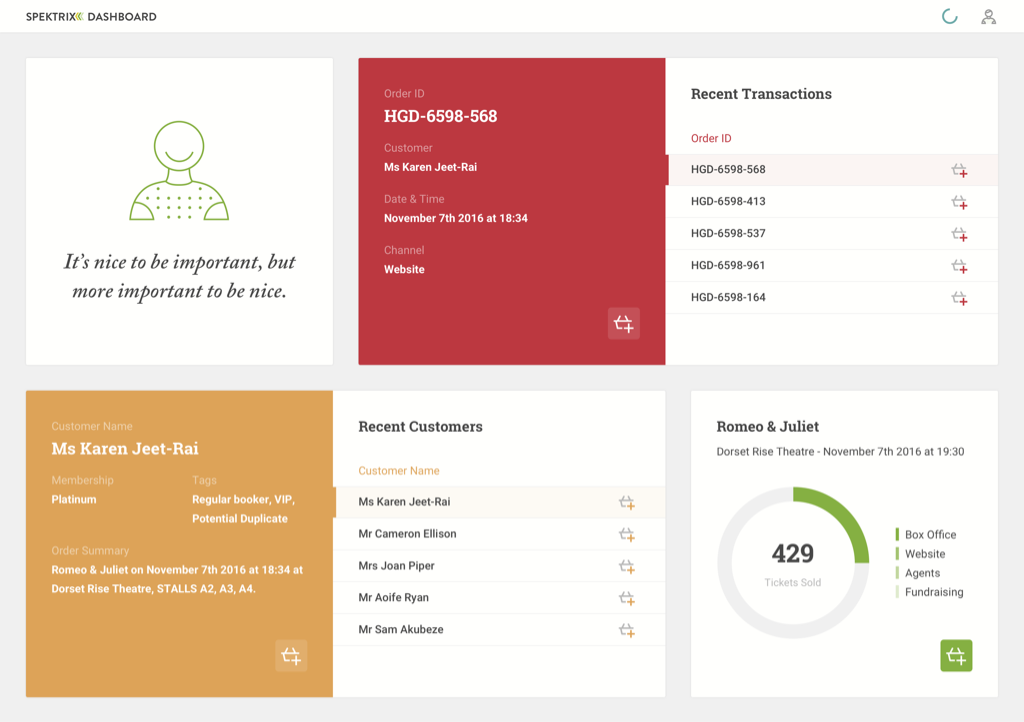 SPEKTRIX DASHBOARD
It's nice to be important, but
more important to be nice.
Order ID
HGD-6598-568
Customer
Ms Karen Jeet-Rai
Date & Time
November 7th 2016 at 18:34
Channel
Website
Recent Transactions
Order ID
HGD-6598-568
HGD-6598-413
HGD-6598-537
HGD-6598-961
HGD-6598-164
Customer Name
Ms Karen Jeet-Rai
Membership
Platinum
Tags
Regular booker, VIP,
Potential Duplicate
Order Summary
Romeo & Juliet on November 7th 2016 at 18:34 at
Dorset Rise Theatre, STALLS A2, A3, A4.
Recent Customers
Customer Name
Ms Karen Jeet-Rai
Mr Cameron Ellison
Mrs Joan Piper
Mr Aoife Ryan
Mr Sam Akubeze
Romeo & Juliet
Dorset Rise Theatre - November 7th 2016 at 19:30
429
Tickets Sold
Box Office
Website
Agents
Fundraising